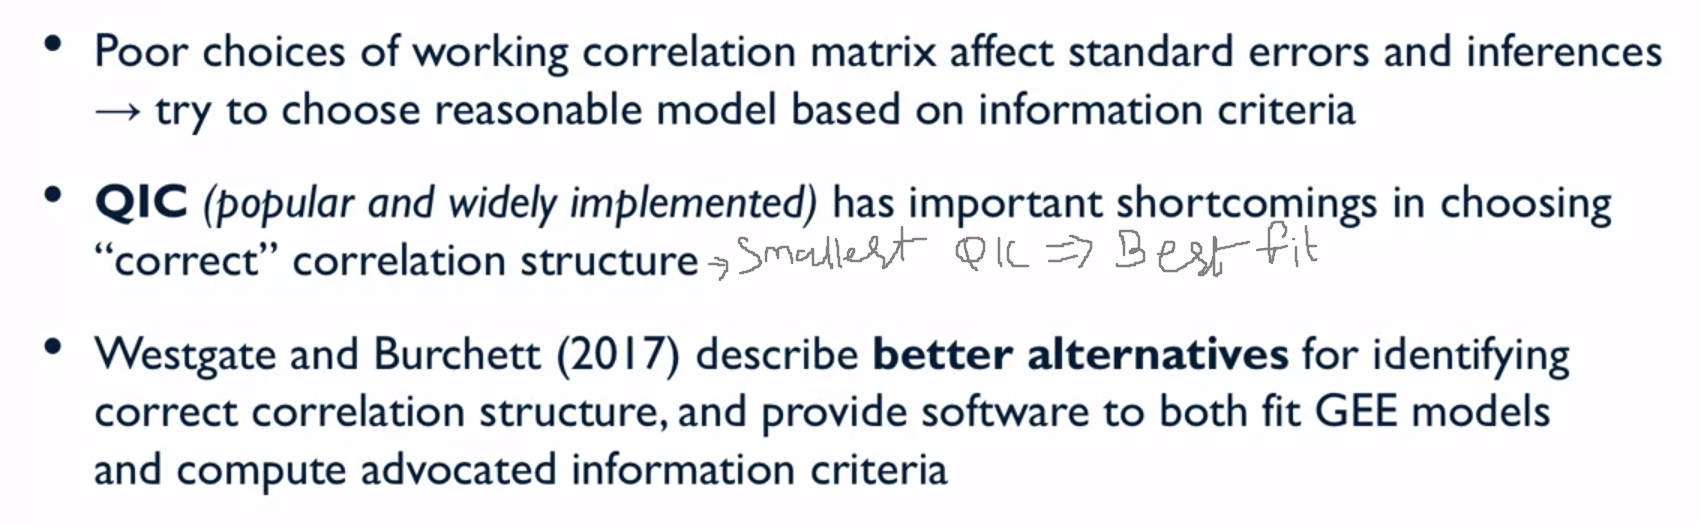 • Poor choices of working correlation matrix affect standard errors and inferences
→ try to choose reasonable model based on information criteria
• QIC (popular and widely implemented) has important shortcomings in choosing
“correct” correlation structure → Smallest QIC ⇒ Best fit
• Westgate and Burchett (2017) describe better alternatives for identifying
correct correlation structure, and provide software to both fit GEE models
and compute advocated information criteria